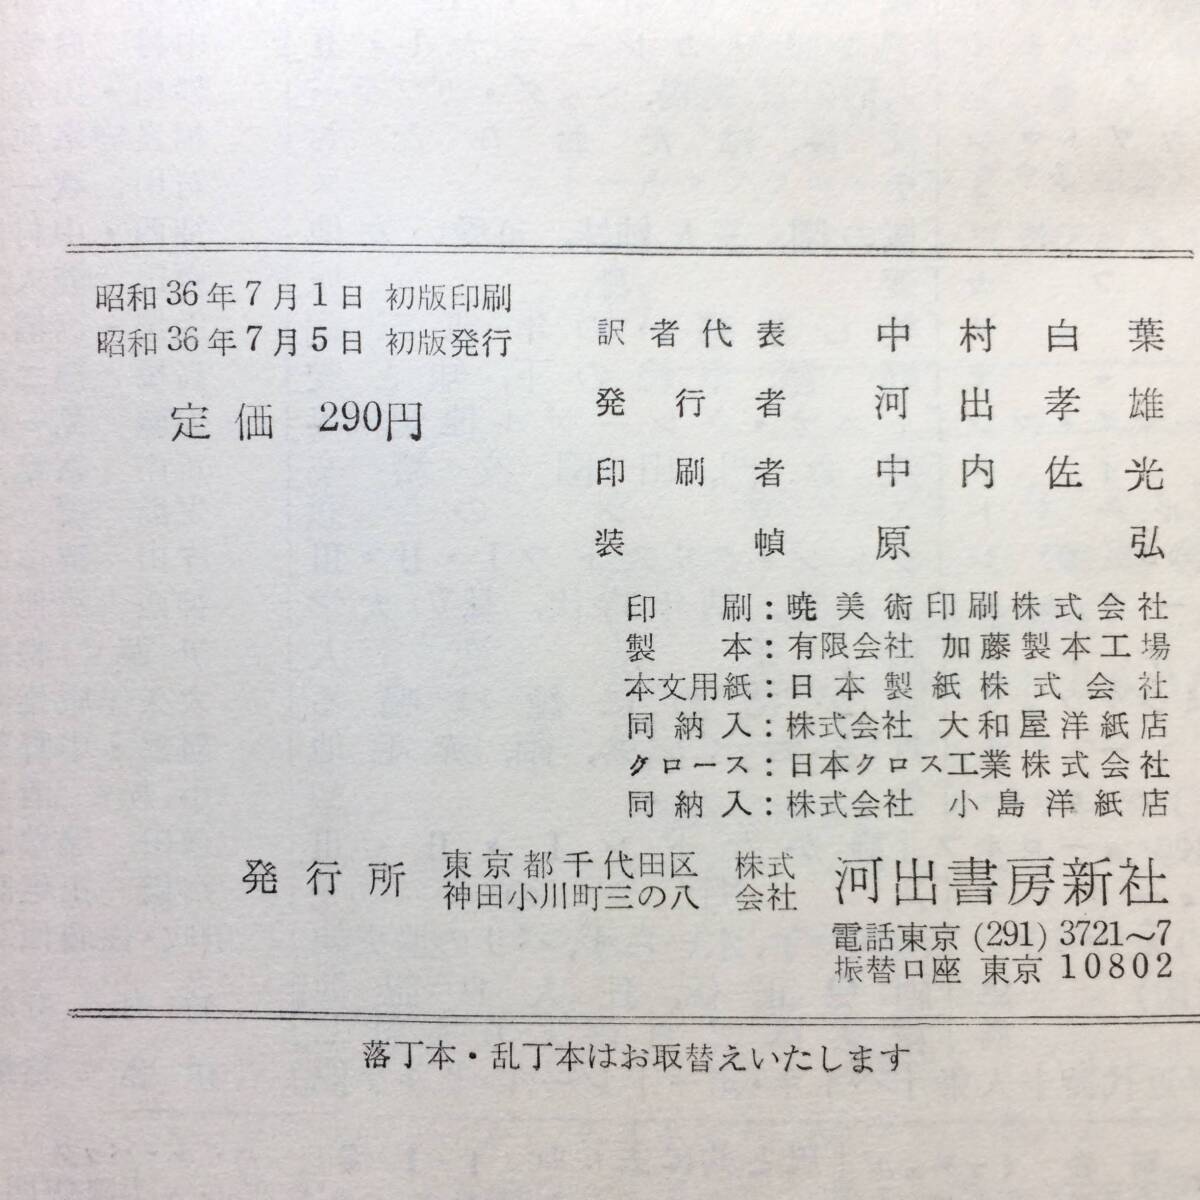 昭和36年7月1日 初版印刷
昭和36年7月5日 初版発行
定価 290円
訳者代表 中村白葉
発行者 河出孝雄
印刷者 中内佐光
装幀 原弘
印刷：暁美術印刷株式会社
製本：有限会社 加藤製本工場
本文用紙：日本製紙株式会社
同納入：株式会社 大和屋洋紙店
クロース：日本クロス工業株式会社
同納入：株式会社 小島洋紙店
発行所 東京都千代田区神田小川町三の八 株式会社 河出書房新社
電話東京 (291) 3721〜7
振替口座 東京 10802
落丁本・乱丁本はお取替えいたします